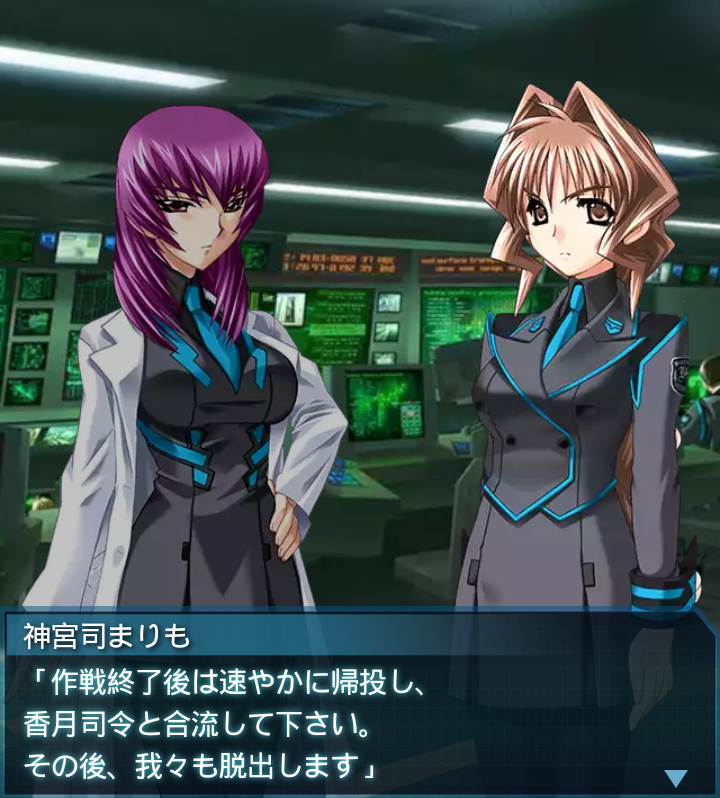 神宮司まりも
「作戦終了後は速やかに帰投し、
香月司令と合流して下さい。
その後、我々も脱出します」